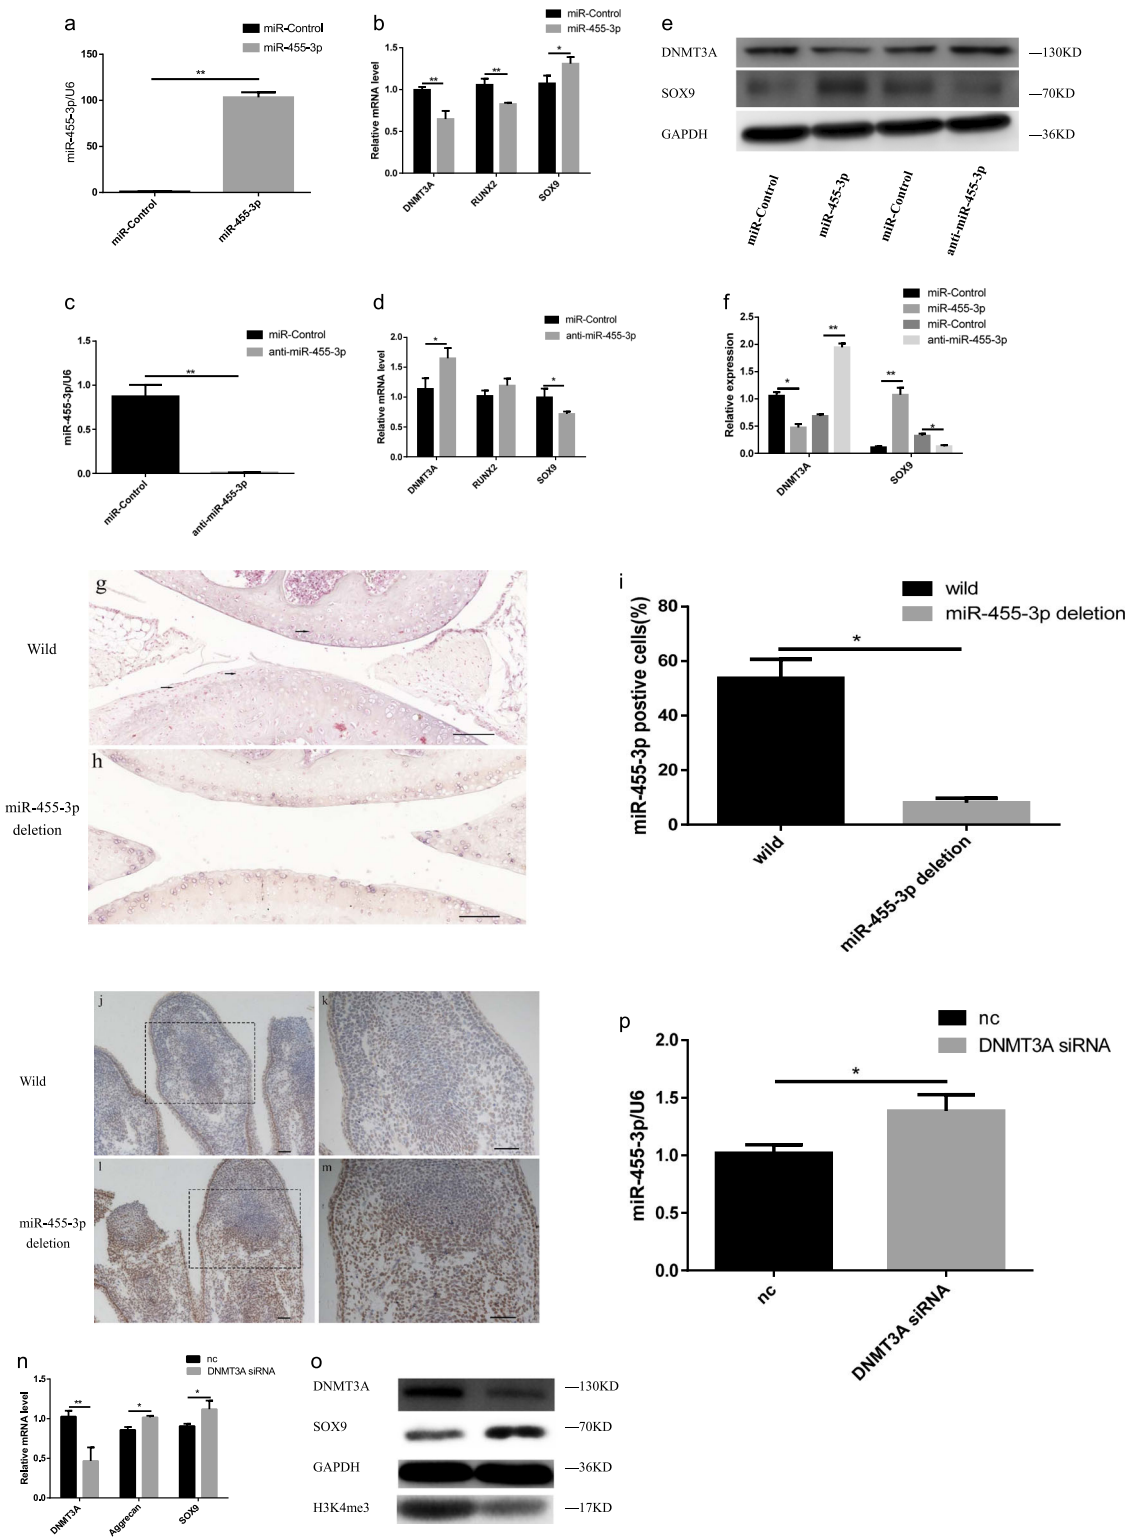 a
miR-Control
miR-455-3p
miR-455-3p/U6
150
100
50
0
**
miR-Control
miR-455-3p
b
miR-Control
miR-455-3p
Relative mRNA level
1.5
1.0
0.5
0.0
**
**
*
DNMT3A
RUNX2
SOX9
e
DNMT3A
—130KD
SOX9
—70KD
GAPDH
—36KD
miR-Control
miR-455-3p
miR-Control
anti-miR-455-3p
c
miR-Control
anti-miR-455-3p
miR-455-3p/U6
1.5
1.0
0.5
0.0
**
miR-Control
anti-miR-455-3p
d
miR-Control
anti-miR-455-3p
Relative mRNA level
2.0
1.5
1.0
0.5
0.0
*
*
DNMT3A
RUNX2
SOX9
f
miR-Control
miR-455-3p
miR-Control
anti-miR-455-3p
Relative expression
2.5
2.0
1.5
1.0
0.5
0.0
*
**
**
*
DNMT3A
SOX9
g
Wild
h
miR-455-3p
deletion
i
wild
miR-455-3p deletion
miR-455-3p postive cells(%)
80
60
40
20
0
*
wild
miR-455-3p deletion
j
k
Wild
l
m
miR-455-3p
deletion
p
nc
DNMT3A siRNA
miR-455-3p/U6
2.0
1.5
1.0
0.5
0.0
*
nc
DNMT3A siRNA
n
nc
DNMT3A siRNA
Relative mRNA level
1.5
1.0
0.5
0.0
**
*
*
DNMT3A
Aggrecan
SOX9
o
DNMT3A
—130KD
SOX9
—70KD
GAPDH
—36KD
H3K4me3
—17KD